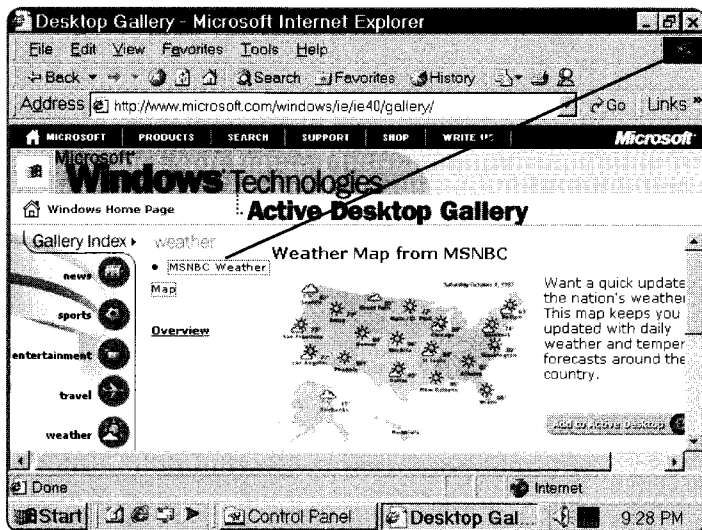 Desktop Gallery - Microsoft Internet Explorer
File Edit View Favorites Tools Help
Back Search Favorites History
Address http://www.microsoft.com/windows/ie/ie40/gallery/ Go Links »
MICROSOFT PRODUCTS SEARCH SUPPORT SHOP WRITE US Microsoft
Microsoft
Windows Technologies
Windows Home Page Active Desktop Gallery
Gallery Index
news
sports
entertainment
travel
weather
weather
• MSNBC Weather
Map
Overview
Weather Map from MSNBC
Want a quick update
the nation's weather
This map keeps you
updated with daily
weather and temper
forecasts around the
country.
Add to Active Desktop
Done Internet
Start Control Panel Desktop Gal... 9:28 PM